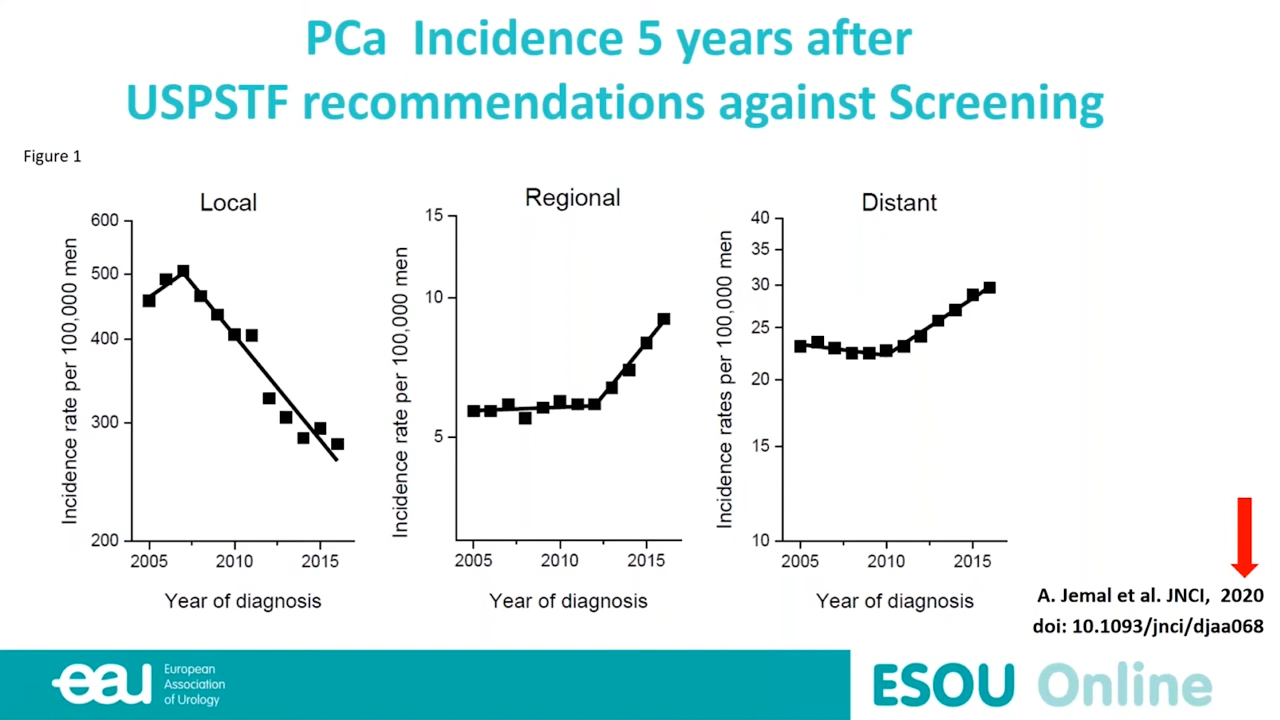 PCa Incidence 5 years after
USPSTF recommendations against Screening
Figure 1
Local
Incidence rate per 100,000 men
600
500
400
300
200
2005
2010
2015
Year of diagnosis
Regional
Incidence rate per 100,000 men
15
10
5
2005
2010
2015
Year of diagnosis
Distant
Incidence rates per 100,000 men
40
35
30
25
20
15
10
2005
2010
2015
Year of diagnosis
A. Jemal et al. JNCI, 2020
doi: 10.1093/jnci/djaa068
eau
European
Association
of Urology
ESOU Online